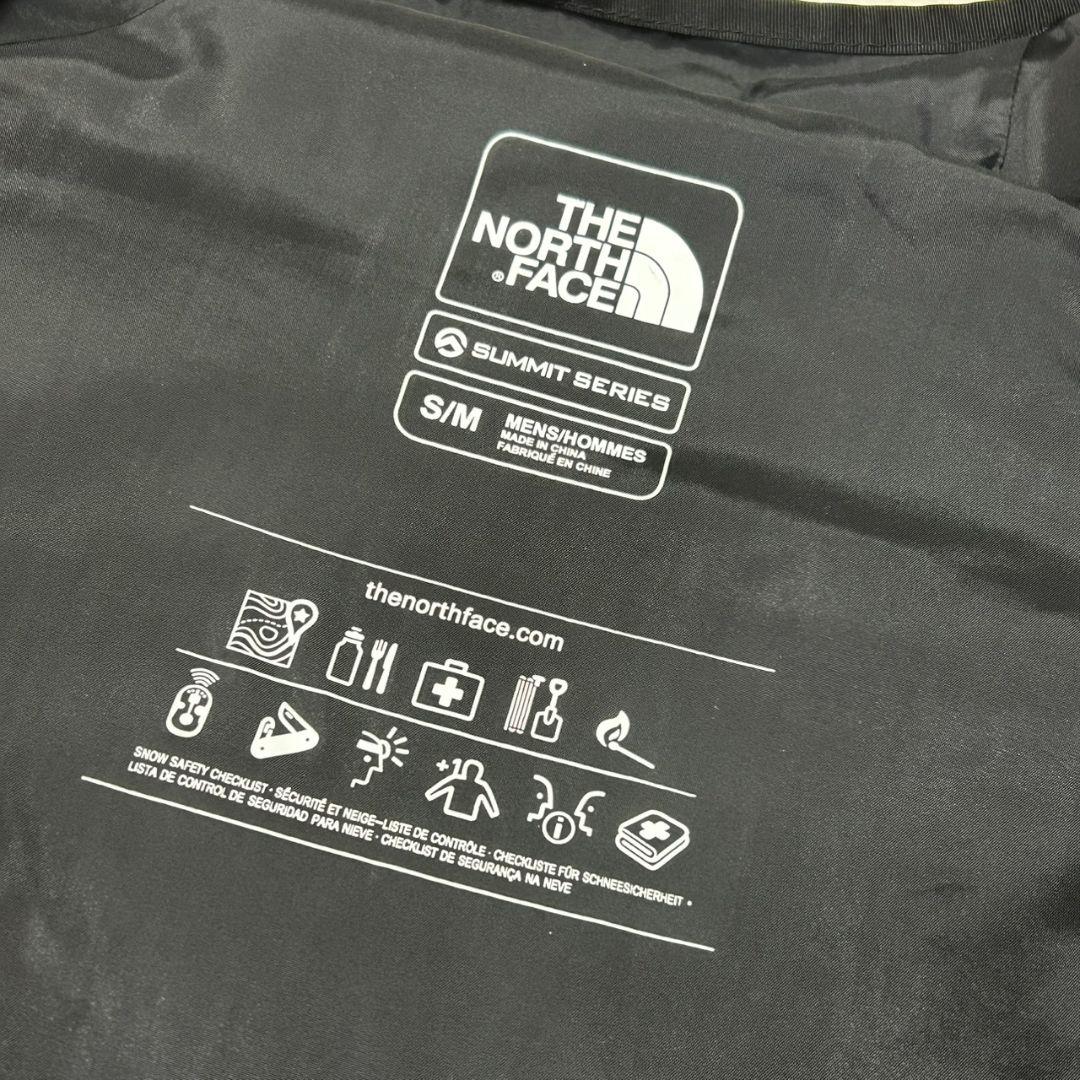 THE
NORTH
®FACE
SUMMIT SERIES
S/M
MENS/HOMMES
MADE IN CHINA
FABRIQUÉ EN CHINE
thenorthface.com
+10
SNOW SAFETY CHECKLIST · SÉCURITÉ ET NEIGE–LISTE DE CONTRÔLE · CHECKLISTE FÜR SCHNEESICHERHEIT ·
LISTA DE CONTROL DE SEGURIDAD PARA NIEVE · CHECKLIST DE SEGURANÇA NA NEVE